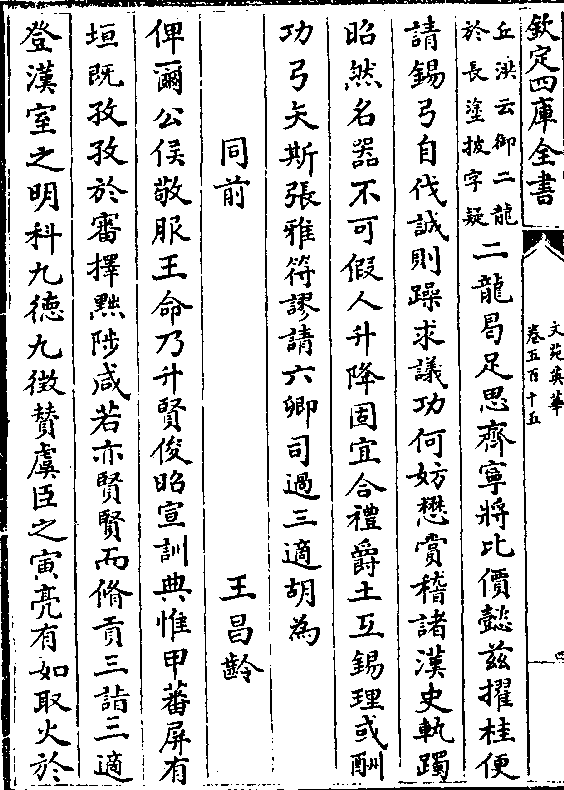 欽定四庫全書
文苑英華
卷五百十五
四
丘洪云御二龍
於長塗披字疑
二龍曷足思齊寧將比價懿兹擢桂便
請錫弓自伐誠則躁求議功何妨懋賞稽諸漢史軌躅
昭然名器不可假人升降固宜合禮爵土互錫理或酬
功弓矢斯張雅符謬請六卿司過三適胡為
同前
王昌齡
俾爾公侯敬服王命乃升賢俊昭宣訓典惟甲蕃屏有
垣既孜孜於審擇黜陟咸若亦賢賢而脩貢三詣三適
登漢室之明科九徳九徴贊虞臣之寅亮有如取火於